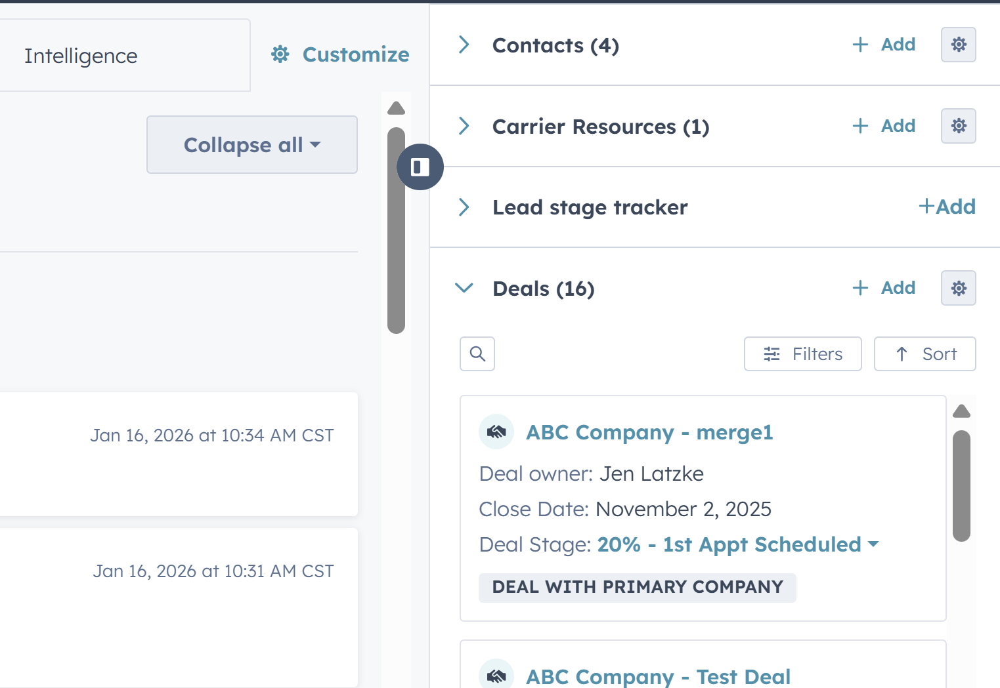 Intelligence
Customize
Collapse all
Jan 16, 2026 at 10:34 AM CST
Jan 16, 2026 at 10:31 AM CST
Contacts (4)
Add
Carrier Resources (1)
Add
Lead stage tracker
+Add
Deals (16)
Add
Filters
Sort
ABC Company - merge1
Deal owner: Jen Latzke
Close Date: November 2, 2025
Deal Stage: 20% - 1st Appt Scheduled
DEAL WITH PRIMARY COMPANY
ABC Company - Test Deal